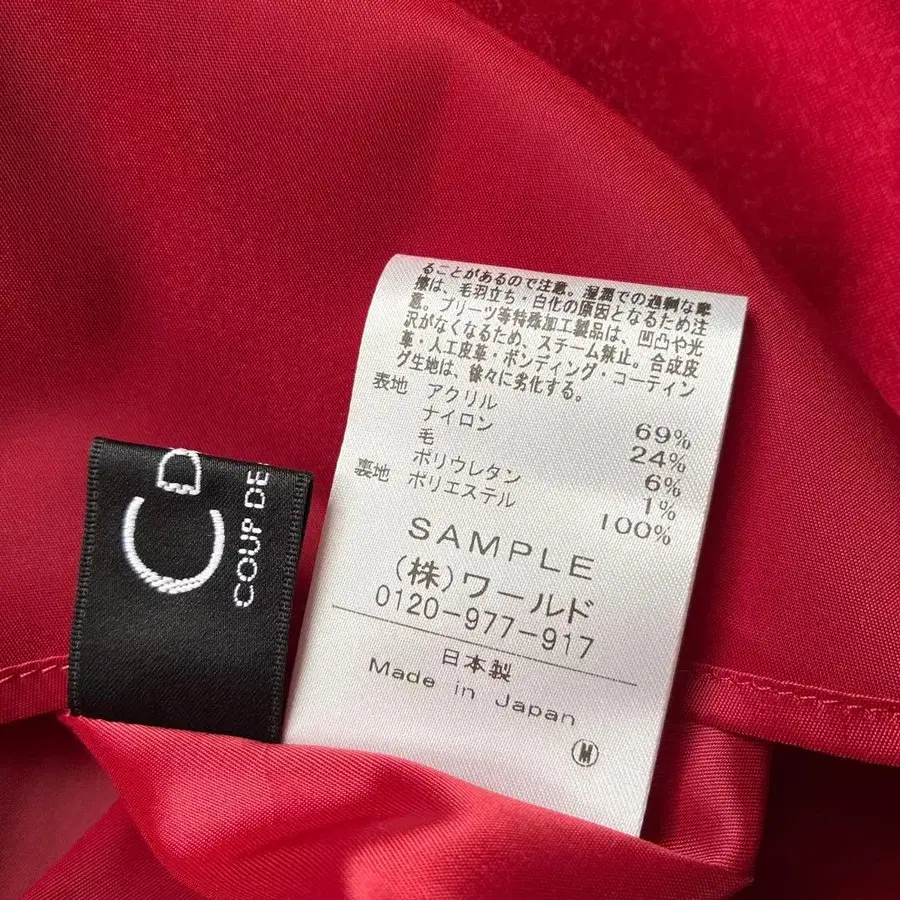 ることがあるので注意。湿潤での過剰な摩
擦は、毛羽立ち・白化の原因となるため注
意。プリーツ等特殊加工製品は、凹凸や光
沢がなくなるため、スチーム禁止。合成皮
革・人工皮革・ボンディング・コーティン
グ生地は、徐々に劣化する。
表地 アクリル 69%
ナイロン 24%
毛 6%
ポリウレタン 1%
裏地 ポリエステル 100%
SAMPLE
(株)ワールド
0120-977-917
日本製
Made in Japan
M
CD
COUP DE